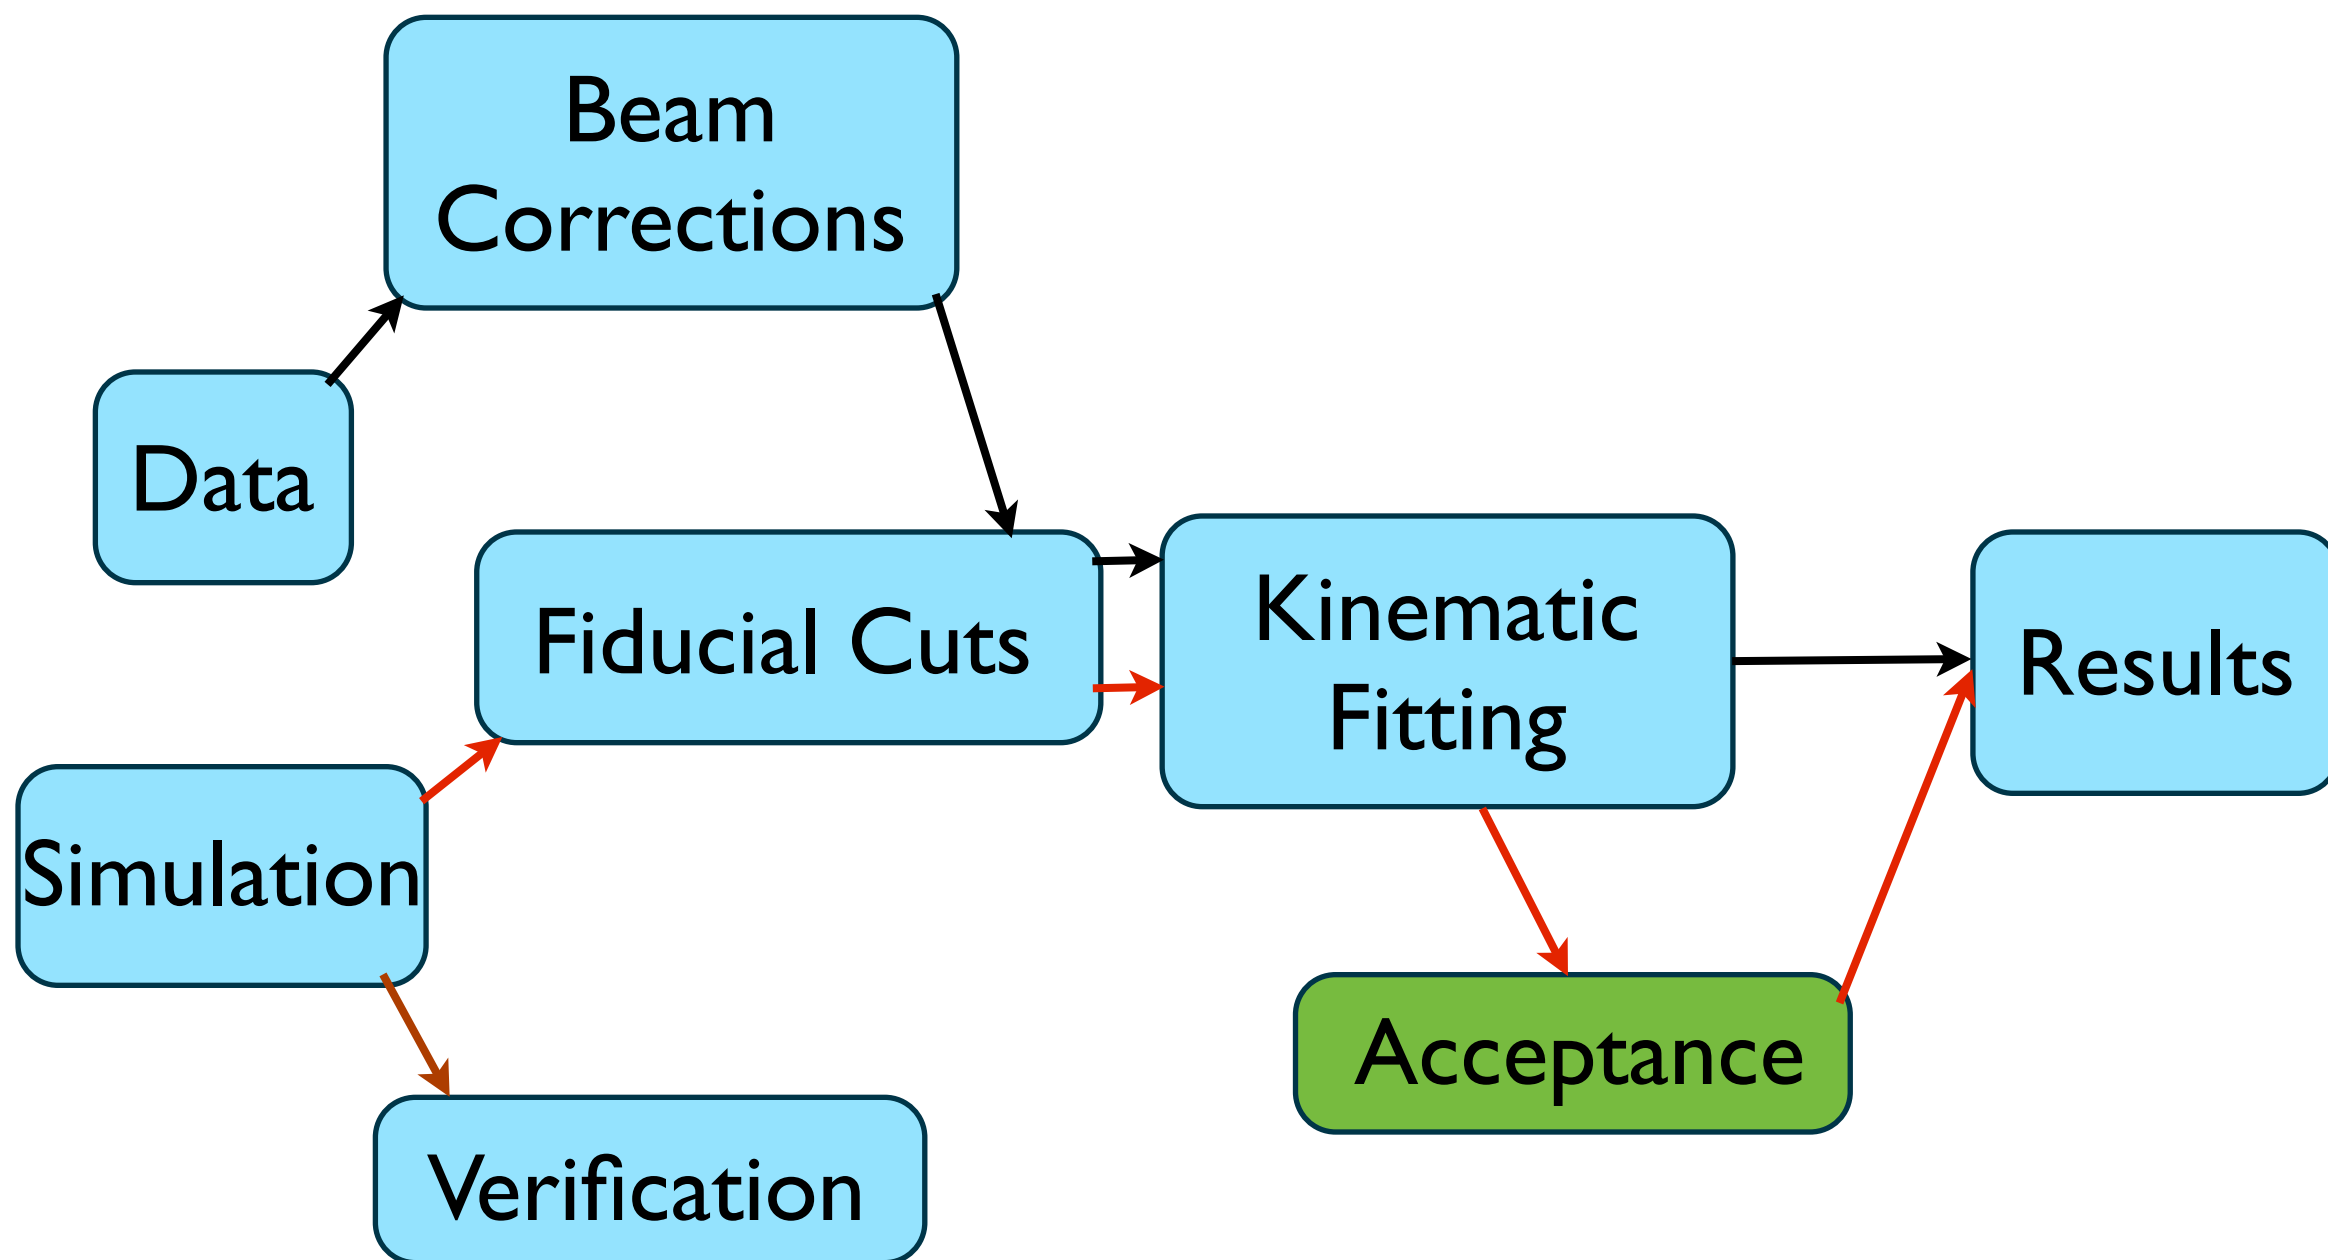 Beam
Corrections
Data
Fiducial Cuts
Kinematic
Fitting
Results
Simulation
Acceptance
Verification